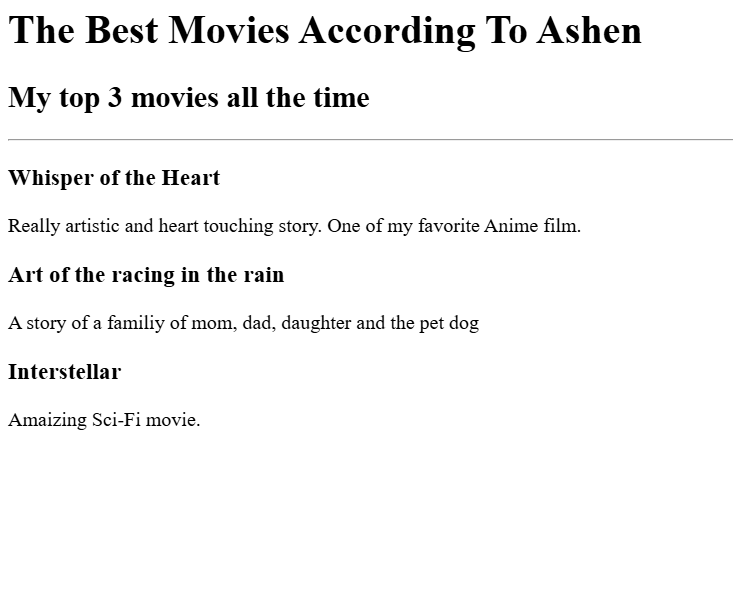 The Best Movies According To Ashen
My top 3 movies all the time
Whisper of the Heart
Really artistic and heart touching story. One of my favorite Anime film.
Art of the racing in the rain
A story of a familiy of mom, dad, daughter and the pet dog
Interstellar
Amaizing Sci-Fi movie.